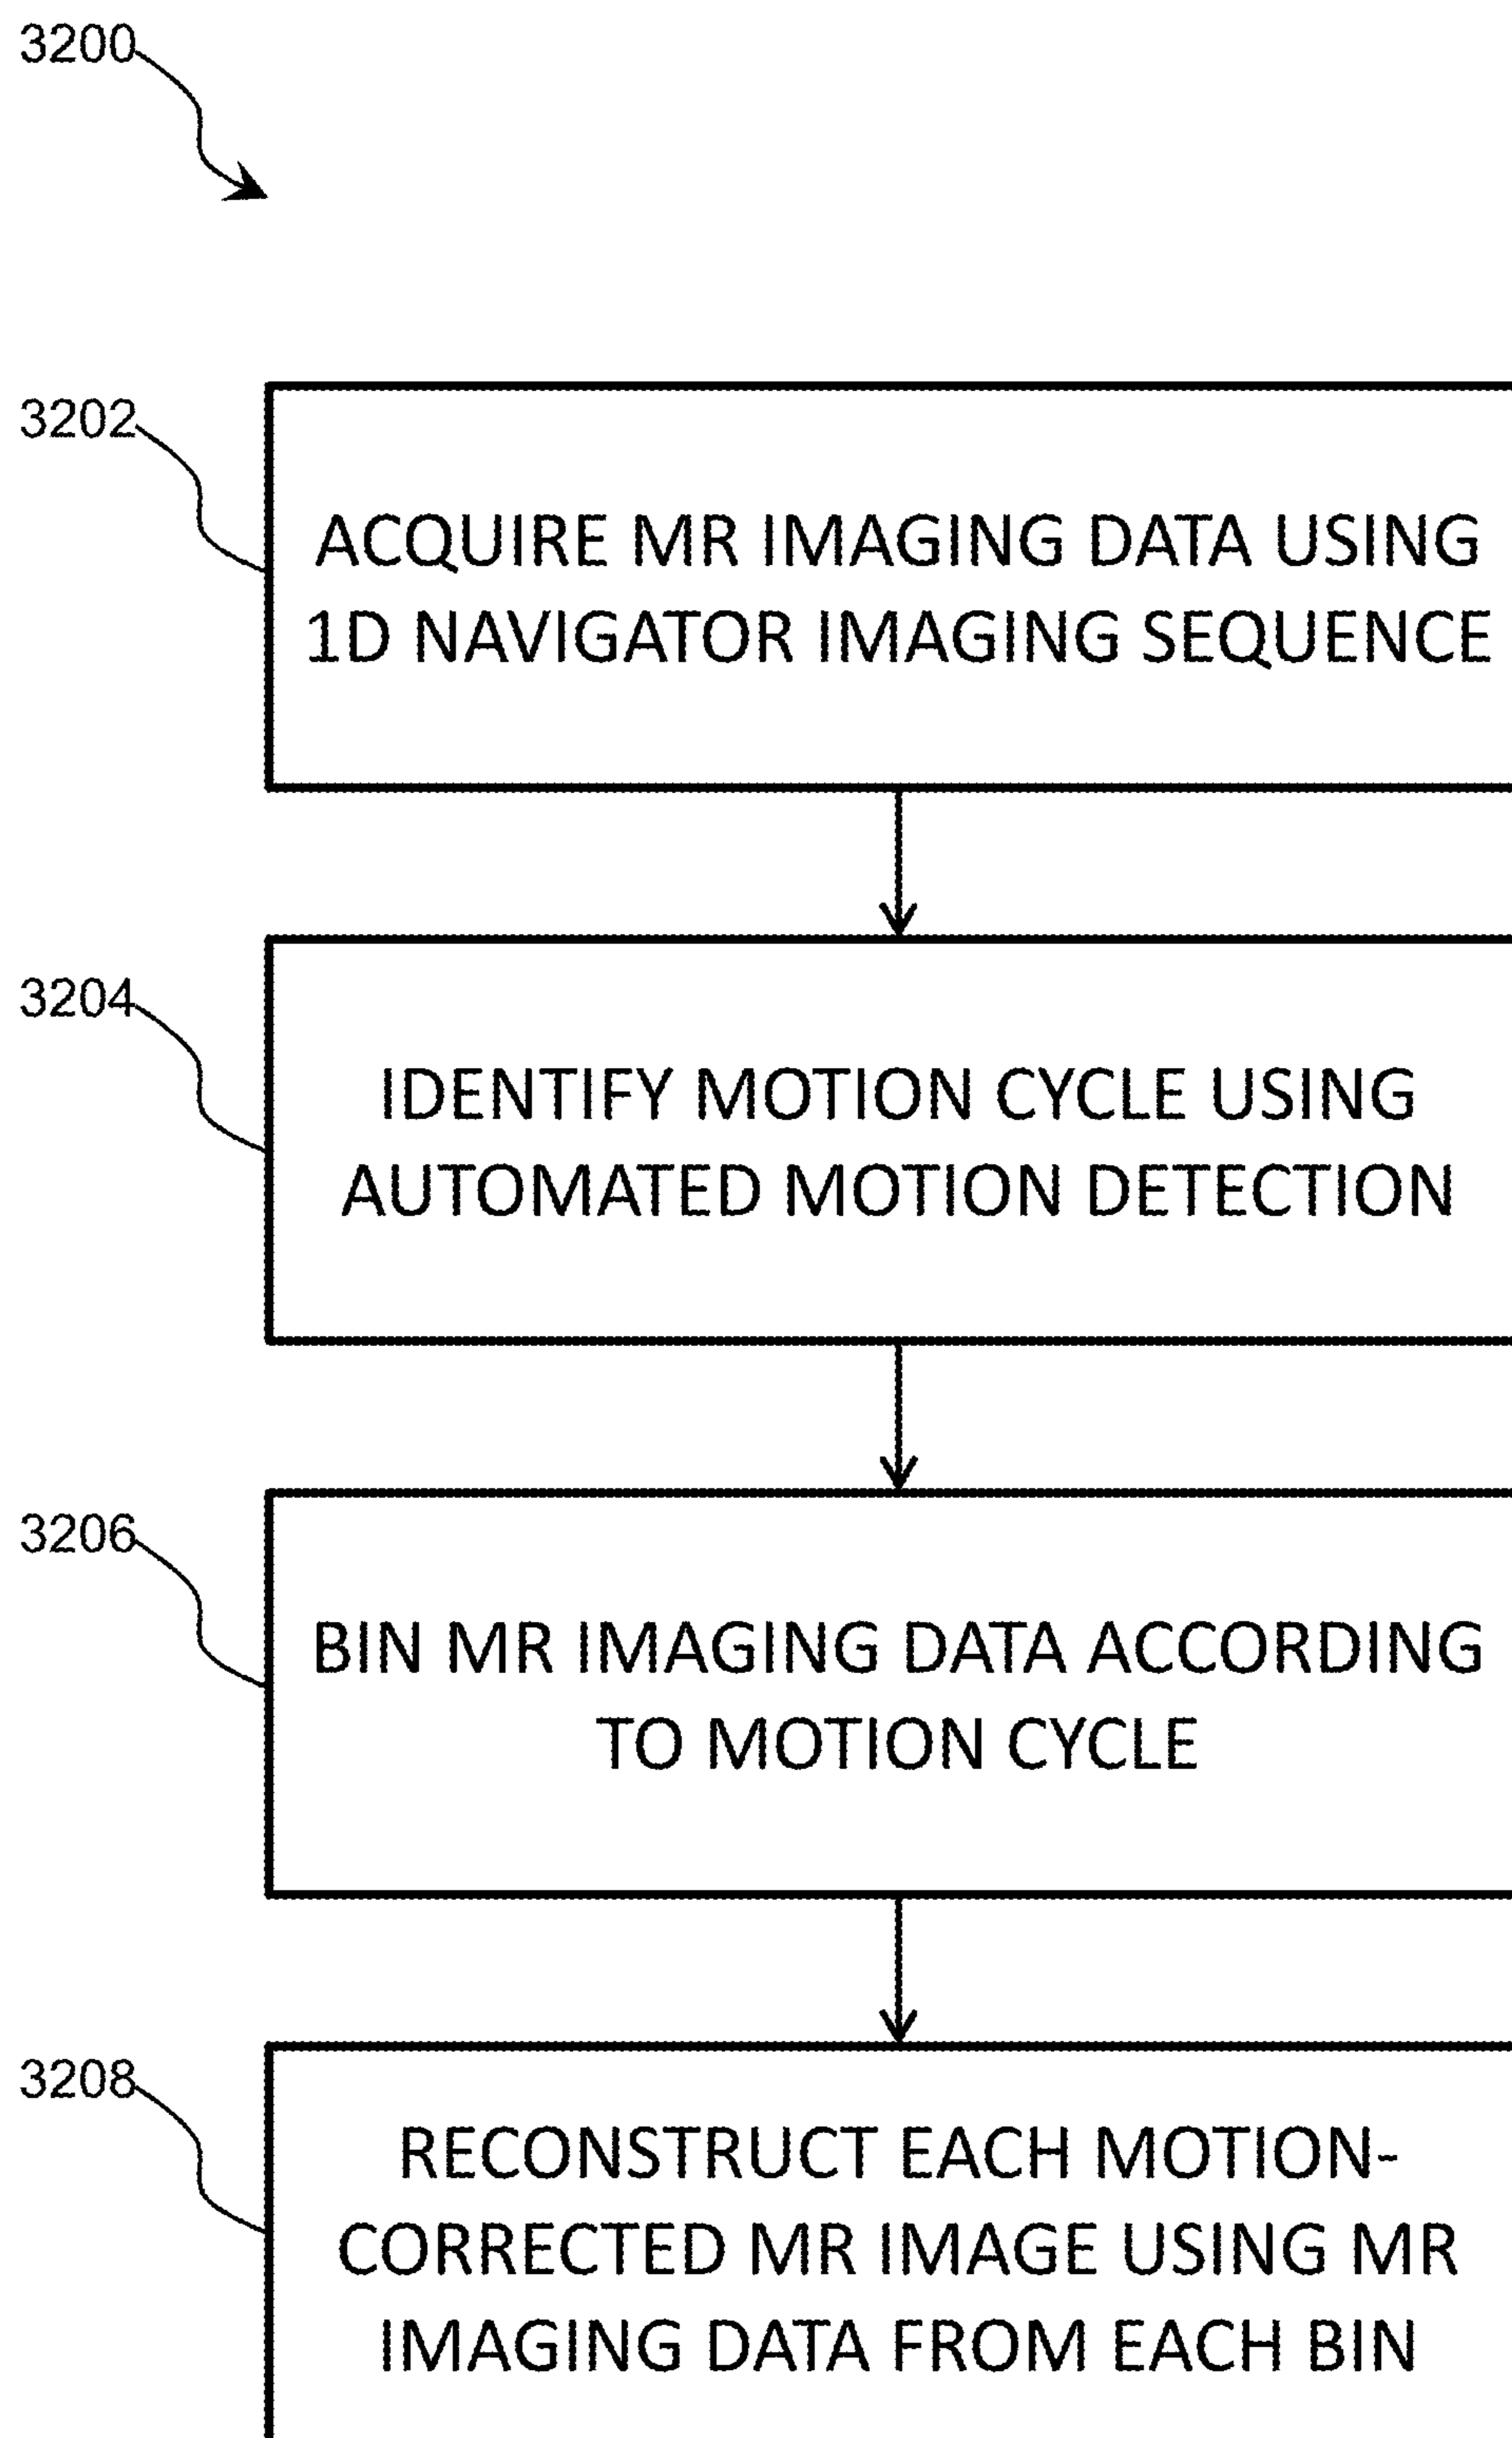 3200
3202
ACQUIRE MR IMAGING DATA USING
1D NAVIGATOR IMAGING SEQUENCE
3204
IDENTIFY MOTION CYCLE USING
AUTOMATED MOTION DETECTION
3206
BIN MR IMAGING DATA ACCORDING
TO MOTION CYCLE
3208
RECONSTRUCT EACH MOTION-
CORRECTED MR IMAGE USING MR
IMAGING DATA FROM EACH BIN